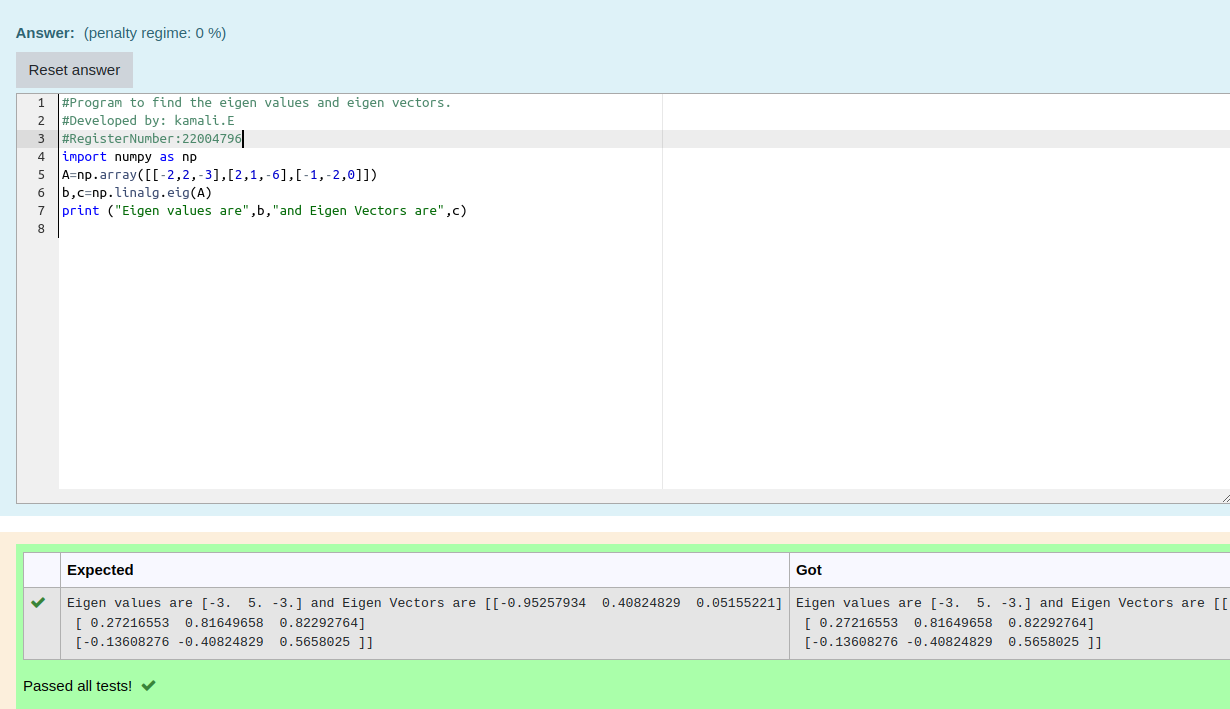 Answer: (penalty regime: 0 %)
Reset answer
1 #Program to find the eigen values and eigen vectors.
2 #Developed by: kamali.E
3 #RegisterNumber:22004796
4 import numpy as np
5 A=np.array([[-2,2,-3],[2,1,-6],[-1,-2,0]])
6 b,c=np.linalg.eig(A)
7 print ("Eigen values are",b,"and Eigen Vectors are",c)
8
Expected Got
Eigen values are [-3.  5. -3.] and Eigen Vectors are [[-0.95257934  0.40824829  0.05155221] Eigen values are [-3.  5. -3.] and Eigen Vectors are [[
[ 0.27216553  0.81649658  0.82292764] [ 0.27216553  0.81649658  0.82292764]
[-0.13608276 -0.40824829  0.5658025 ]] [-0.13608276 -0.40824829  0.5658025 ]]
Passed all tests!